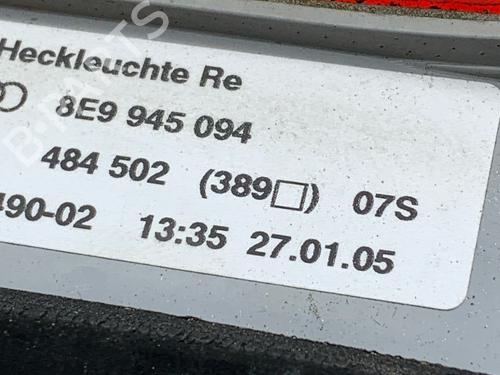 Heckleuchte Re
8E9 945 094
484 502 (389□) 07S
490-02 13:35 27.01.05